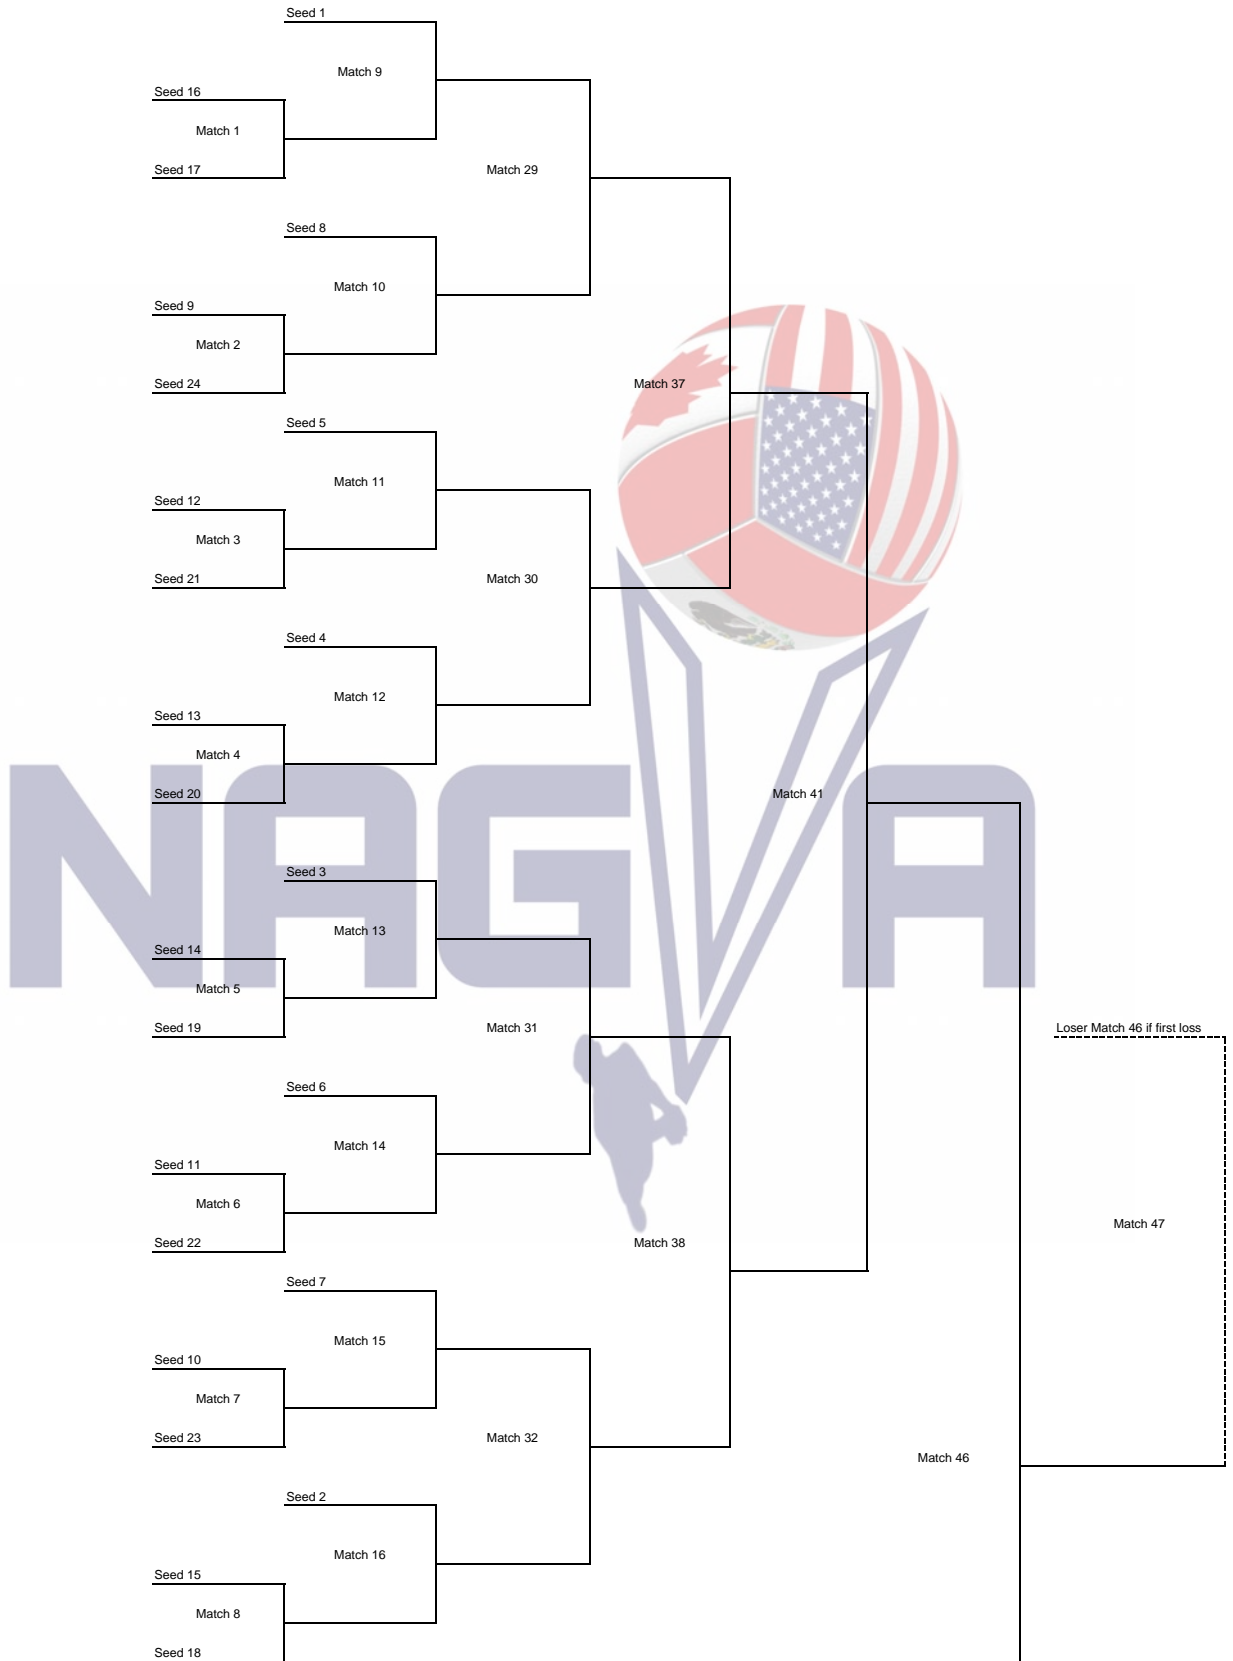 Seed 1
Match 9
Seed 16
Match 1
Seed 17
Match 29
Seed 8
Match 10
Seed 9
Match 2
Seed 24
Match 37
Seed 5
Match 11
Seed 12
Match 3
Seed 21
Match 30
Seed 4
Match 12
Seed 13
Match 4
Seed 20
Match 41
NAGVA
Seed 3
Match 13
Seed 14
Match 5
Seed 19
Match 31
Loser Match 46 if first loss
Seed 6
Match 14
Seed 11
Match 6
Seed 22
Match 38
Match 47
Seed 7
Match 15
Seed 10
Match 7
Seed 23
Match 32
Match 46
Seed 2
Match 16
Seed 15
Match 8
Seed 18